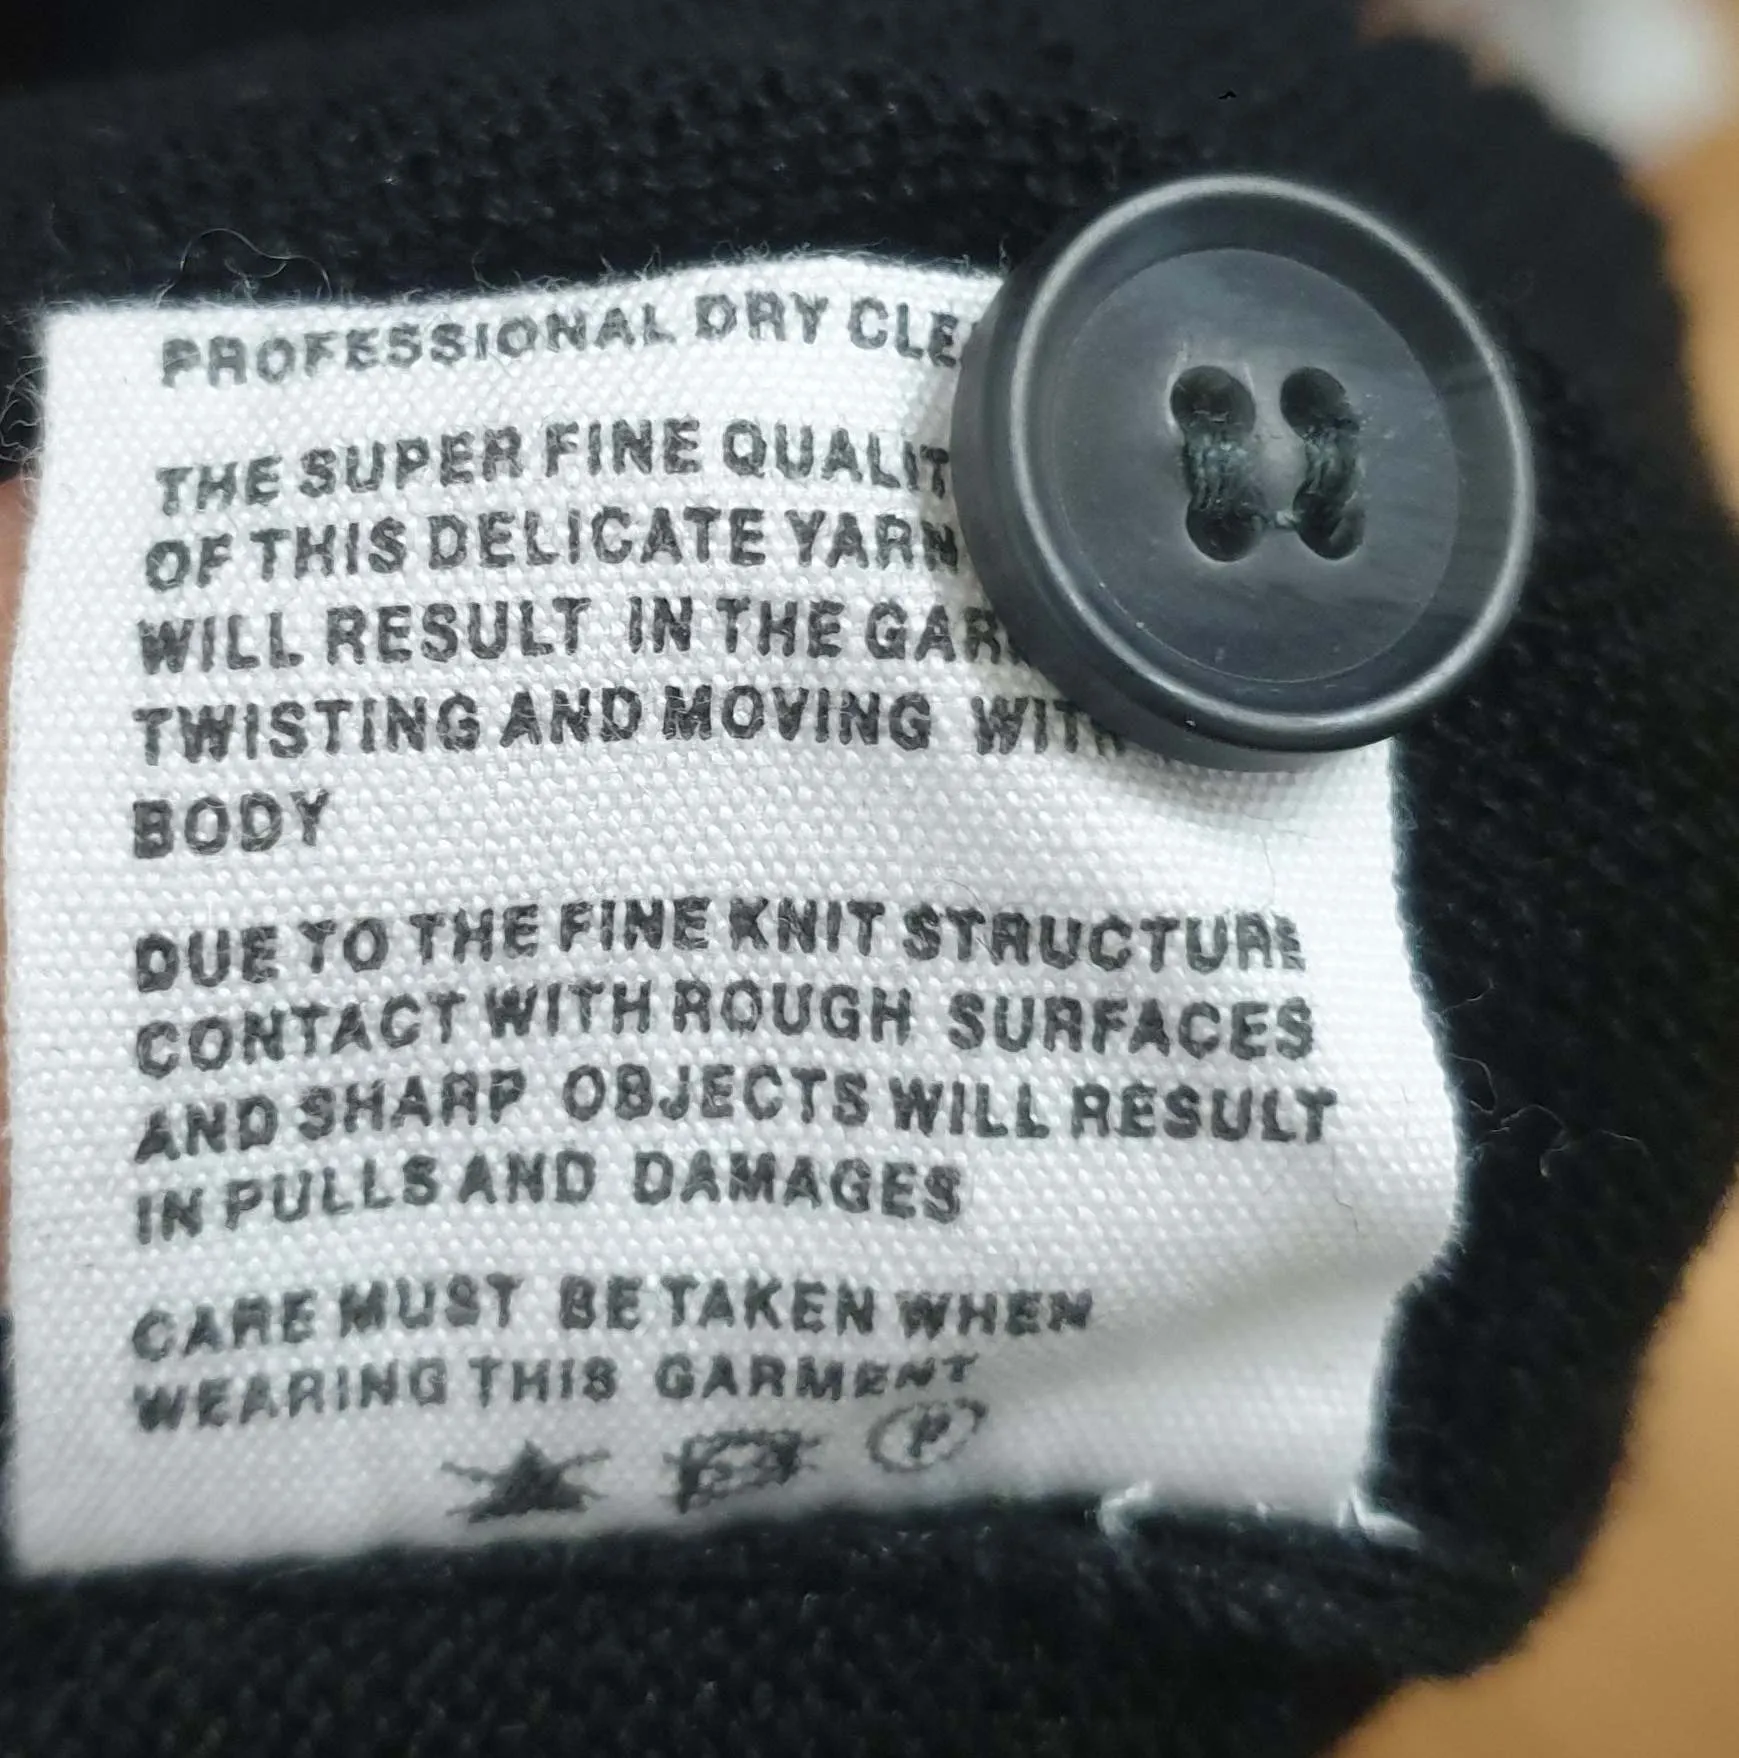 PROFESSIONAL DRY CLE
THE SUPER FINE QUALIT
OF THIS DELICATE YARN
WILL RESULT IN THE GAR
TWISTING AND MOVING WITH
BODY
DUE TO THE FINE KNIT STRUCTURE
CONTACT WITH ROUGH SURFACES
AND SHARP OBJECTS WILL RESULT
IN PULLS AND DAMAGES
CARE MUST BE TAKEN WHEN
WEARING THIS GARMENT
P